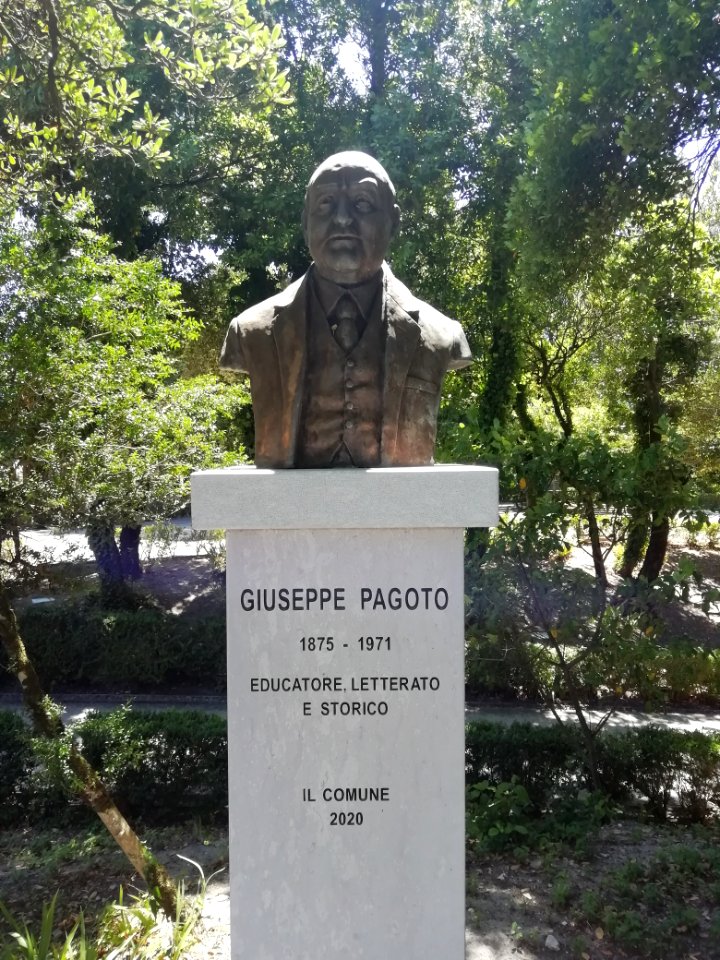 GIUSEPPE PAGOTO
1875 - 1971
EDUCATORE, LETTERATO
E STORICO
IL COMUNE
2020